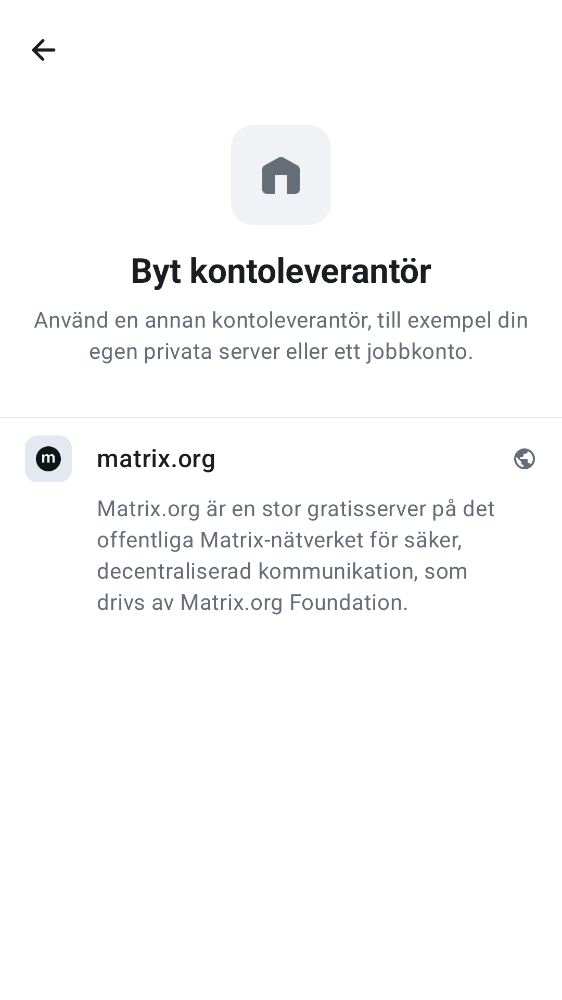 Byt kontoleverantör
Använd en annan kontoleverantör, till exempel din
egen privata server eller ett jobbkonto.
m
matrix.org
Matrix.org är en stor gratisserver på det
offentliga Matrix-nätverket för säker,
decentraliserad kommunikation, som
drivs av Matrix.org Foundation.